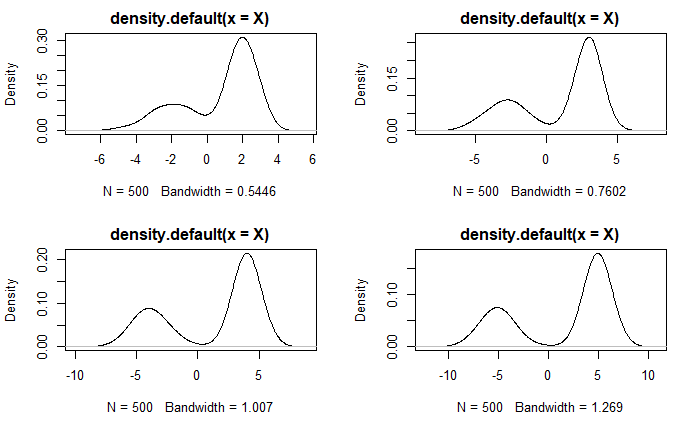 density.default(x = X)
Density
0.00 0.15 0.30
-6 -4 -2 0 2 4 6
N = 500 Bandwidth = 0.5446
density.default(x = X)
Density
0.00 0.15
-5 0 5
N = 500 Bandwidth = 0.7602
density.default(x = X)
Density
0.00 0.10 0.20
-10 -5 0 5
N = 500 Bandwidth = 1.007
density.default(x = X)
Density
0.00 0.10
-10 -5 0 5 10
N = 500 Bandwidth = 1.269